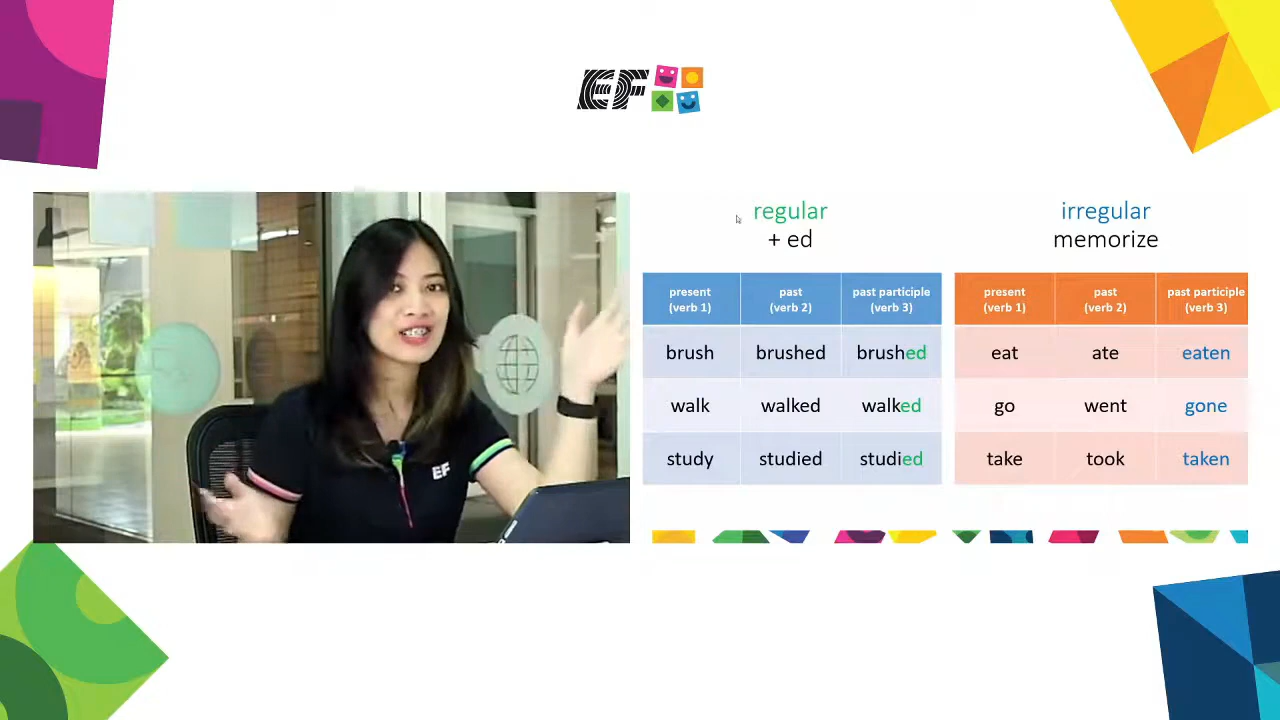 EF
EF
regular
+ ed
present past past participle
(verb 1) (verb 2) (verb 3)
brush brushed brushed
walk walked walked
study studied studied
irregular
memorize
present past past participle
(verb 1) (verb 2) (verb 3)
eat ate eaten
go went gone
take took taken